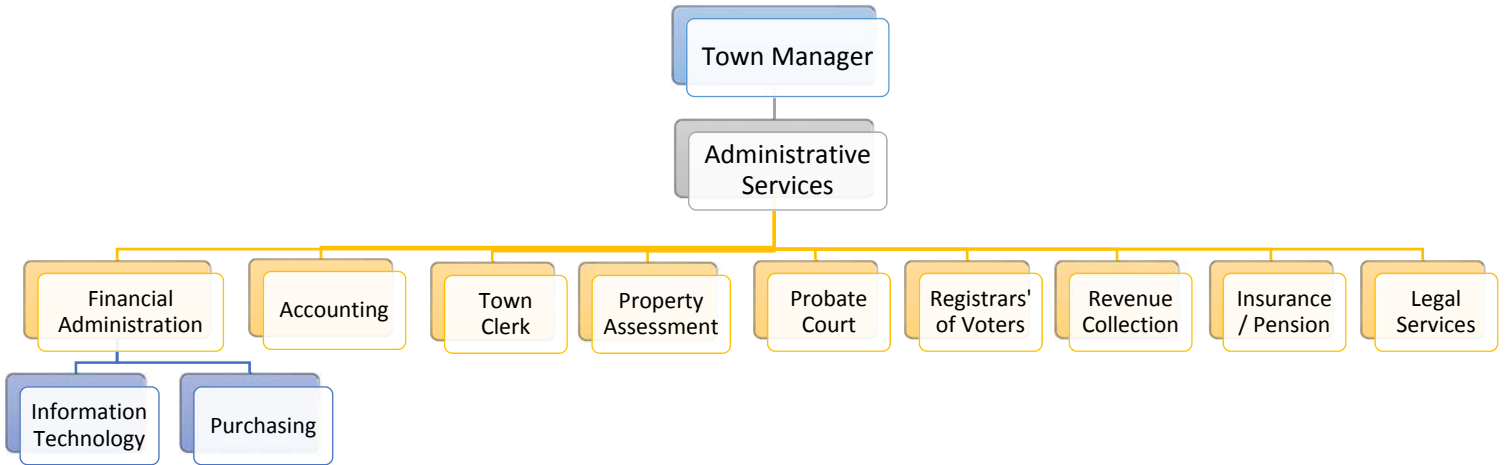 Town Manager
Administrative
Services
Financial
Administration
Accounting
Town
Clerk
Property
Assessment
Probate
Court
Registrars'
of Voters
Revenue
Collection
Insurance
/ Pension
Legal
Services
Information
Technology
Purchasing